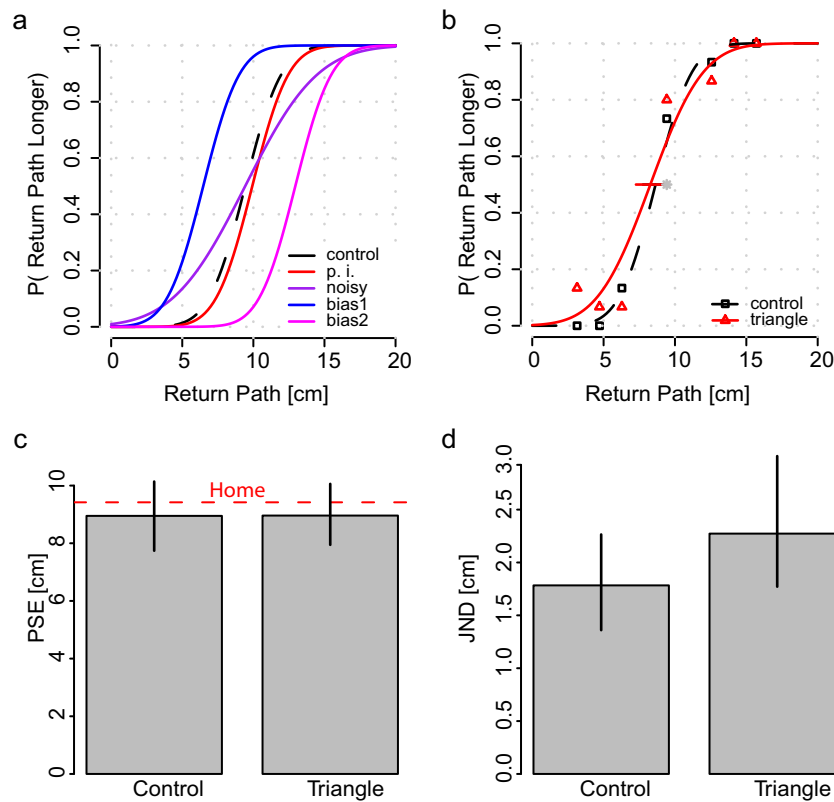 a
P( Return Path Longer)
0.0 0.2 0.4 0.6 0.8 1.0
control
p. i.
noisy
bias1
bias2
0 5 10 15 20
Return Path [cm]
b
P( Return Path Longer)
0.0 0.2 0.4 0.6 0.8 1.0
control
triangle
0 5 10 15 20
Return Path [cm]
c
PSE [cm]
0 2 4 6 8 10
Home
Control Triangle
d
JND [cm]
0.0 0.5 1.0 1.5 2.0 2.5 3.0
Control Triangle